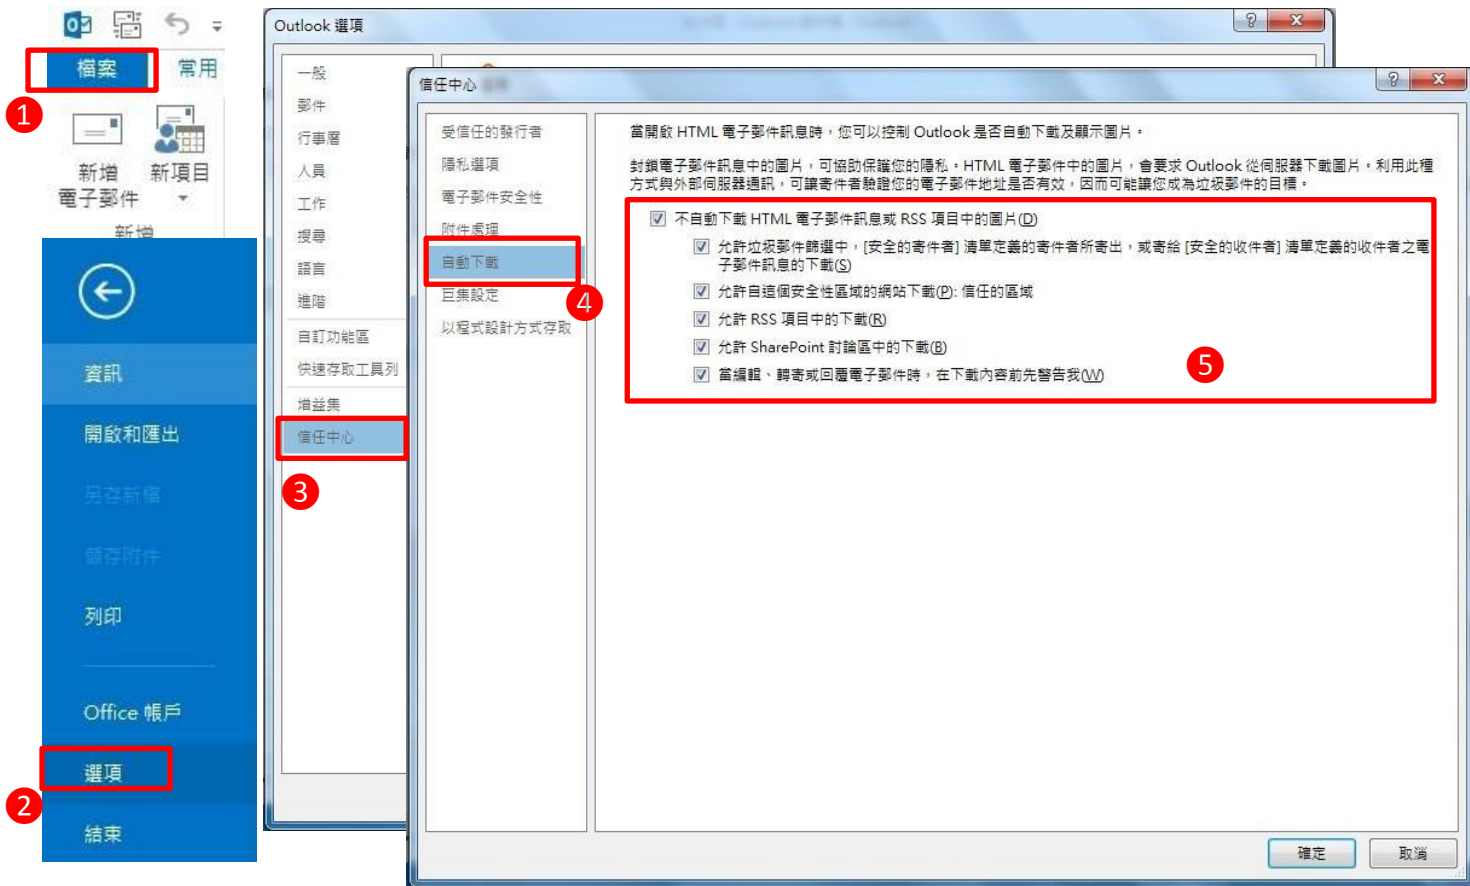 檔案
常用
1
新增
電子郵件
新項目
新增
資訊
開啟和匯出
另存新檔
儲存附件
列印
Office 帳戶
選項
2
結束
Outlook 選項
一般
郵件
行事曆
人員
工作
搜尋
語言
進階
自訂功能區
快速存取工具列
增益集
信任中心
3
信任中心
受信任的發行者
隱私選項
電子郵件安全性
附件處理
自動下載
4
巨集設定
以程式設計方式存取
當開啟 HTML 電子郵件訊息時,您可以控制 Outlook 是否自動下載及顯示圖片。
封鎖電子郵件訊息中的圖片,可協助保護您的隱私。HTML 電子郵件中的圖片,會要求 Outlook 從伺服器下載圖片。利用此種
方式與外部伺服器通訊,可讓寄件者驗證您的電子郵件地址是否有效,因而可能讓您成為垃圾郵件的目標。
不自動下載 HTML 電子郵件訊息或 RSS 項目中的圖片(D)
允許垃圾郵件篩選中,[安全的寄件者] 清單定義的寄件者所寄出,或寄給 [安全的收件者] 清單定義的收件者之電
子郵件訊息的下載(S)
允許自這個安全性區域的網站下載(P): 信任的區域
允許 RSS 項目中的下載(R)
允許 SharePoint 討論區中的下載(B)
當編輯、轉寄或回覆電子郵件時,在下載內容前先警告我(W)
5
確定
取消